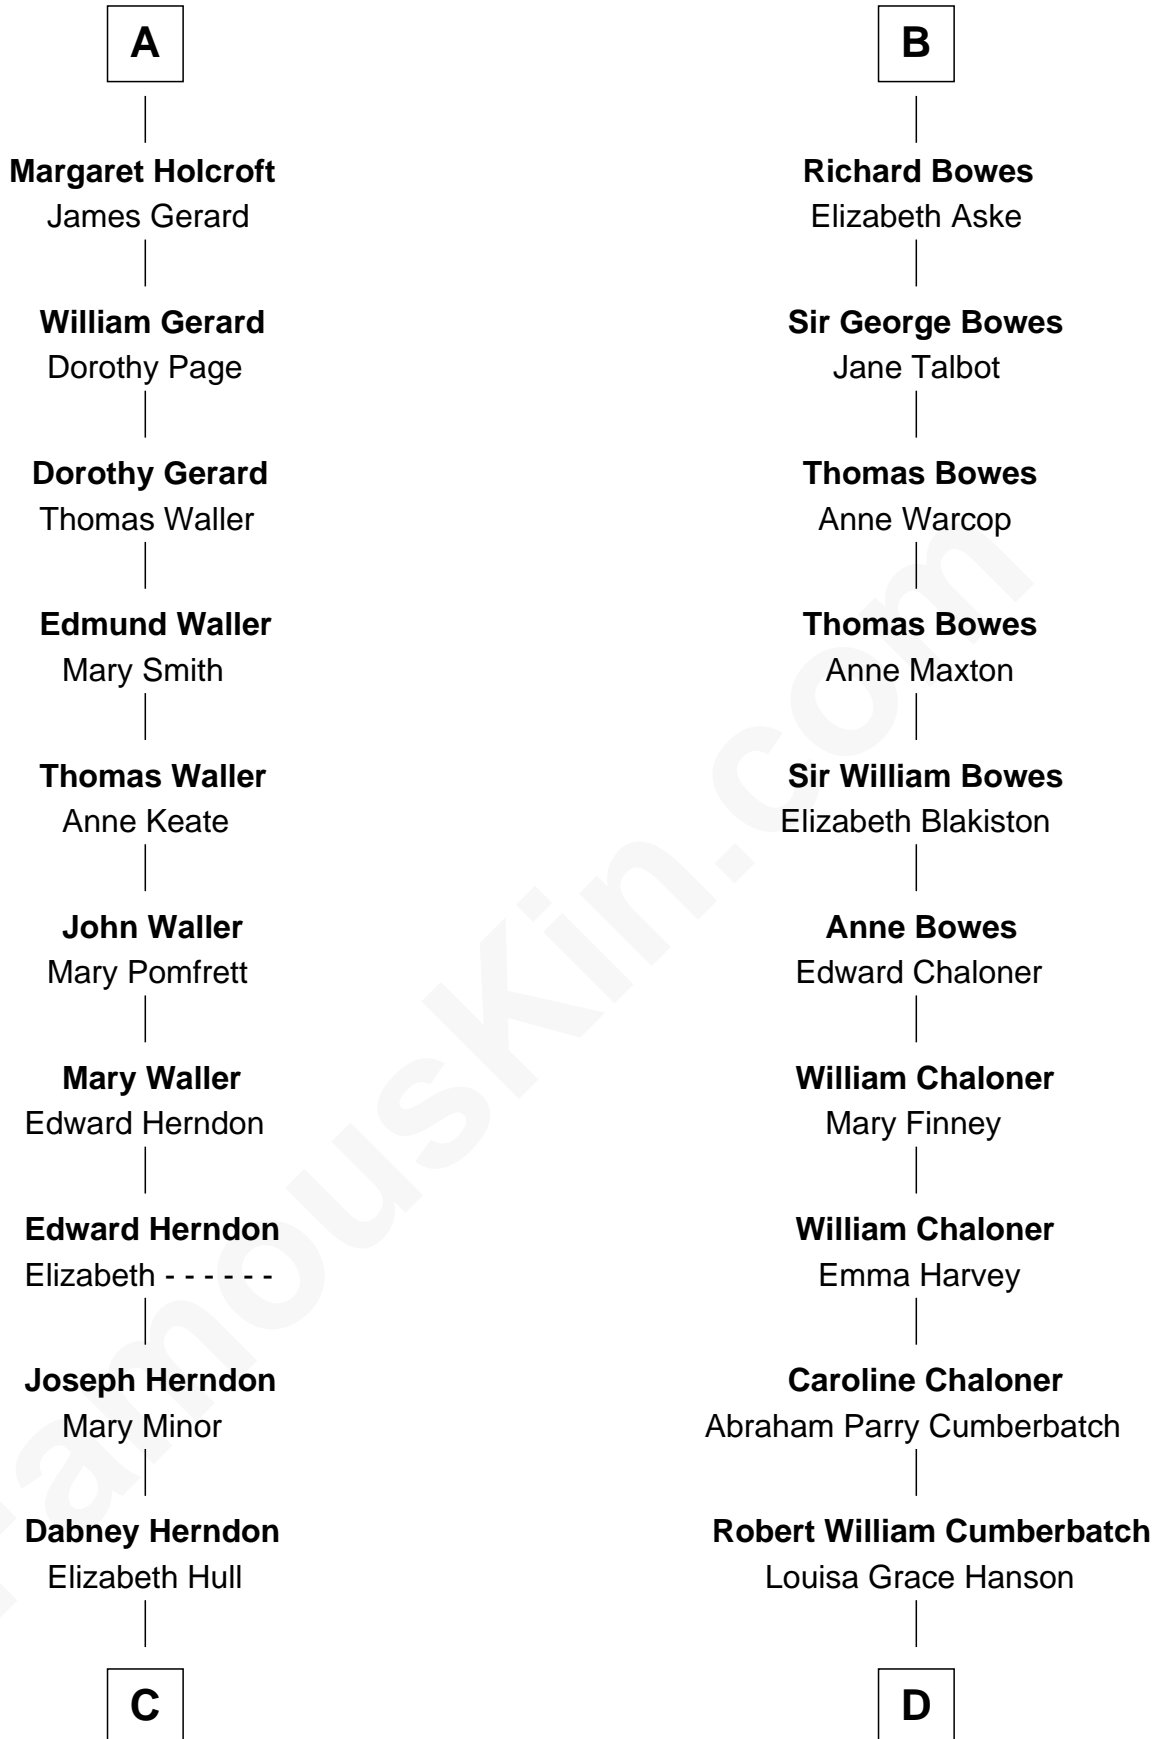 A
Margaret Holcroft
James Gerard
William Gerard
Dorothy Page
Dorothy Gerard
Thomas Waller
Edmund Waller
Mary Smith
Thomas Waller
Anne Keate
John Waller
Mary Pomfrett
Mary Waller
Edward Herndon
Edward Herndon
Elizabeth - - - - - -
Joseph Herndon
Mary Minor
Dabney Herndon
Elizabeth Hull
C
B
Richard Bowes
Elizabeth Aske
Sir George Bowes
Jane Talbot
Thomas Bowes
Anne Warcop
Thomas Bowes
Anne Maxton
Sir William Bowes
Elizabeth Blakiston
Anne Bowes
Edward Chaloner
William Chaloner
Mary Finney
William Chaloner
Emma Harvey
Caroline Chaloner
Abraham Parry Cumberbatch
Robert William Cumberbatch
Louisa Grace Hanson
D
FamousKin.com